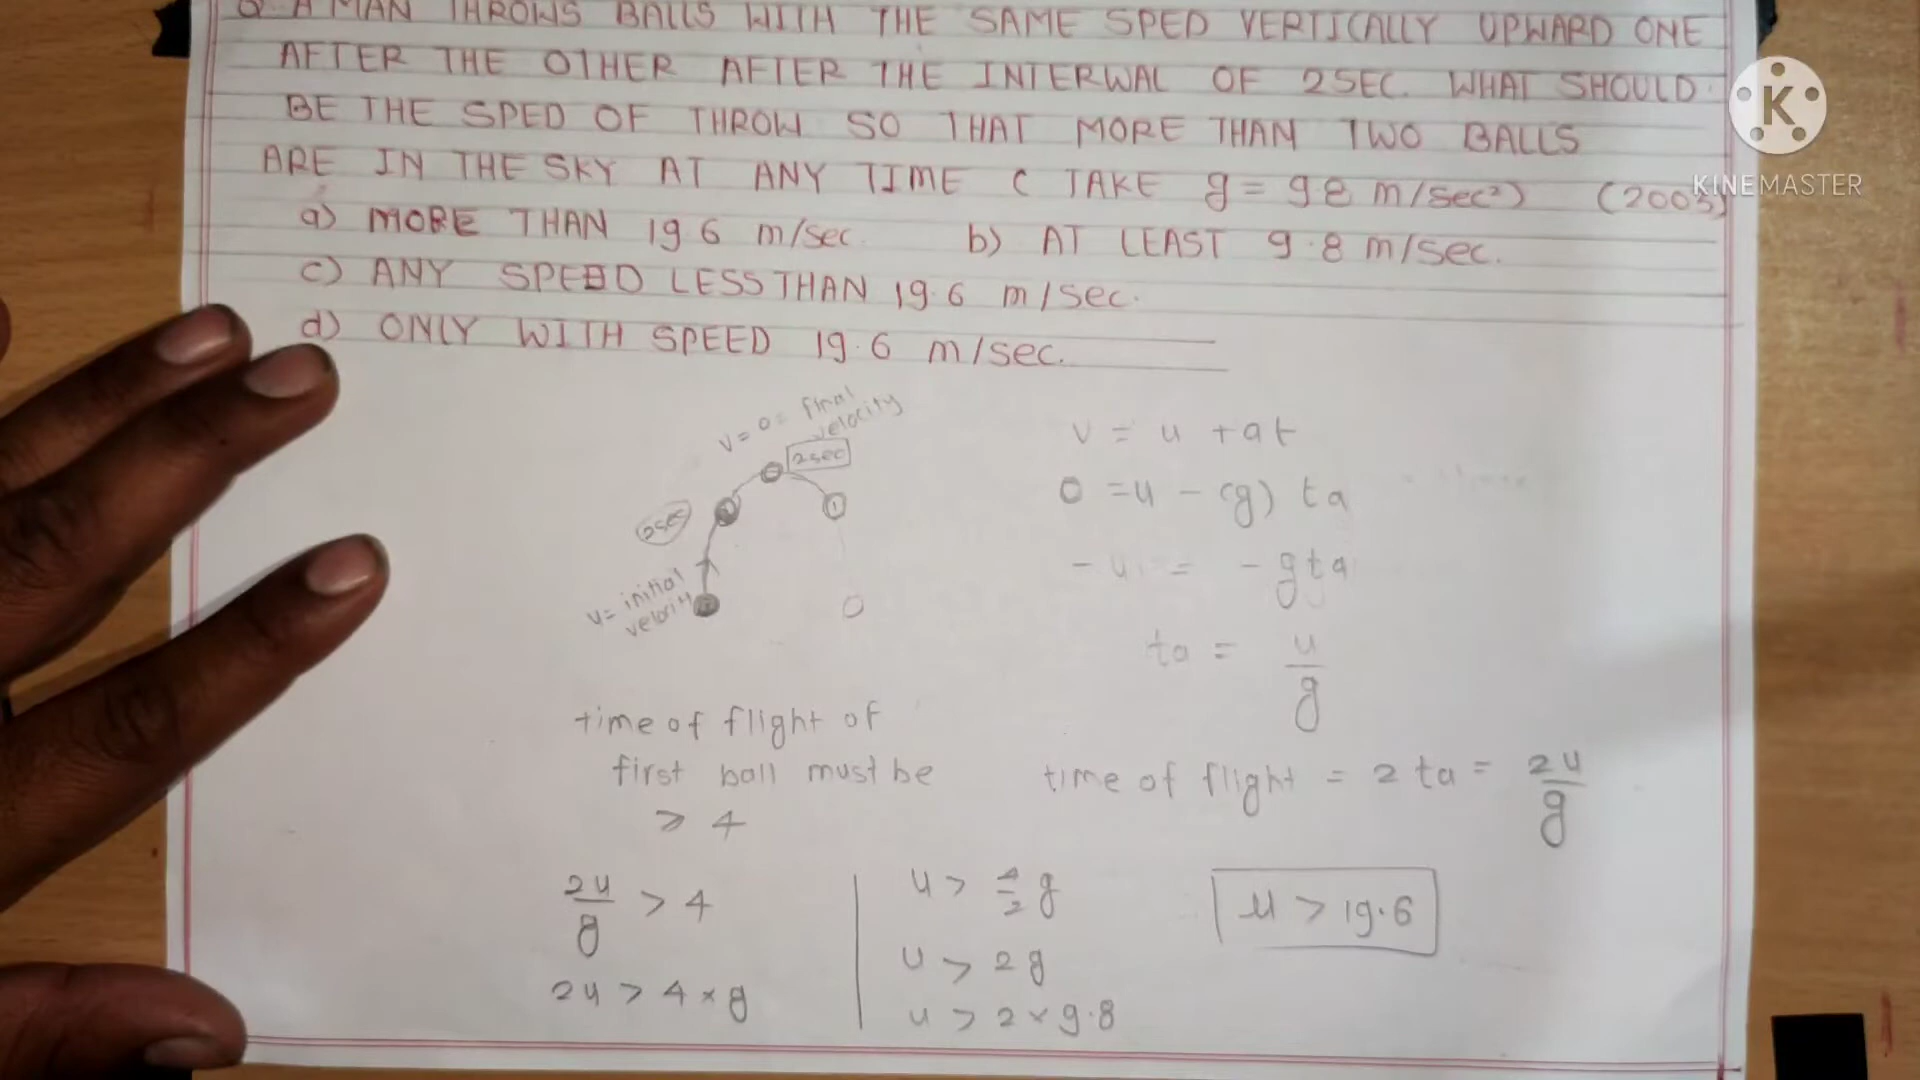 Q A MAN THROWS BALLS WITH THE SAME SPED VERTICALLY UPWARD ONE
AFTER THE OTHER AFTER THE INTERWAL OF 2SEC. WHAT SHOULD
BE THE SPED OF THROW SO THAT MORE THAN TWO BALLS
ARE IN THE SKY AT ANY TIME ( TAKE g = 98 m/sec²) (2003)
a) MORE THAN 19 6 m/sec b) AT LEAST 9.8 m/sec.
c) ANY SPEED LESS THAN 19.6 m/sec.
d) ONLY WITH SPEED 19.6 m/sec.
K
KINEMASTER
v = 0 = final velocity
2sec
2sec
1
u = initial velocity
v = u + at
0 = u - (g) ta
- u = - gta
ta = u/g
time of flight of
first ball must be
> 4
time of flight = 2 ta = 2u/g
2u/g > 4
2u > 4 × g
u > 4/2 g
u > 2g
u > 2 × 9.8
u > 19.6